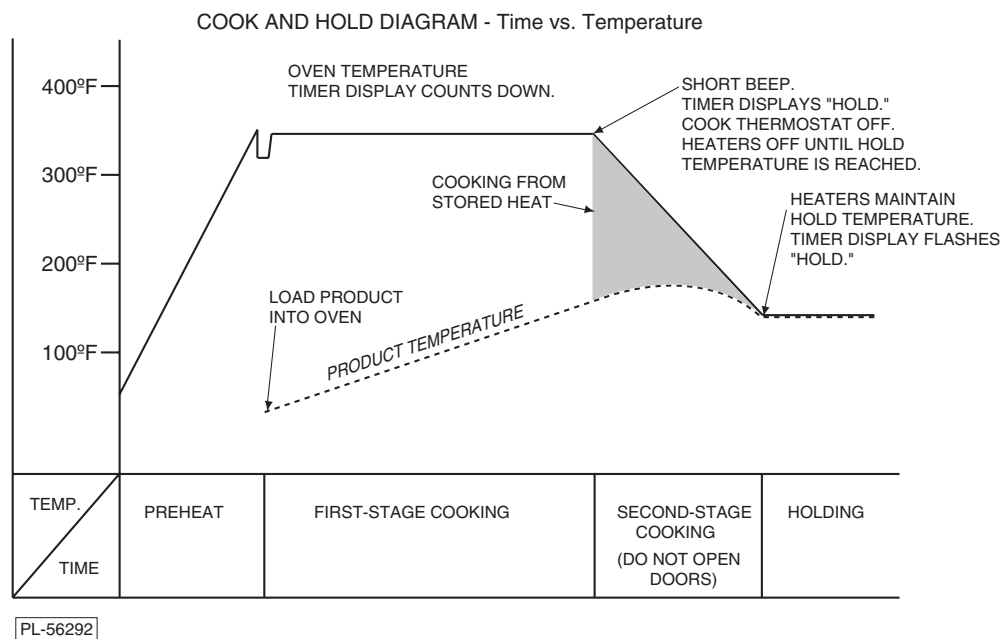 COOK AND HOLD DIAGRAM - Time vs. Temperature
400ºF
300ºF
200ºF
100ºF
OVEN TEMPERATURE
TIMER DISPLAY COUNTS DOWN.
SHORT BEEP.
TIMER DISPLAYS "HOLD."
COOK THERMOSTAT OFF.
HEATERS OFF UNTIL HOLD
TEMPERATURE IS REACHED.
COOKING FROM
STORED HEAT
HEATERS MAINTAIN
HOLD TEMPERATURE.
TIMER DISPLAY FLASHES
"HOLD."
LOAD PRODUCT
INTO OVEN
PRODUCT TEMPERATURE
TEMP.
TIME
PREHEAT
FIRST-STAGE COOKING
SECOND-STAGE
COOKING
(DO NOT OPEN
DOORS)
HOLDING
PL-56292